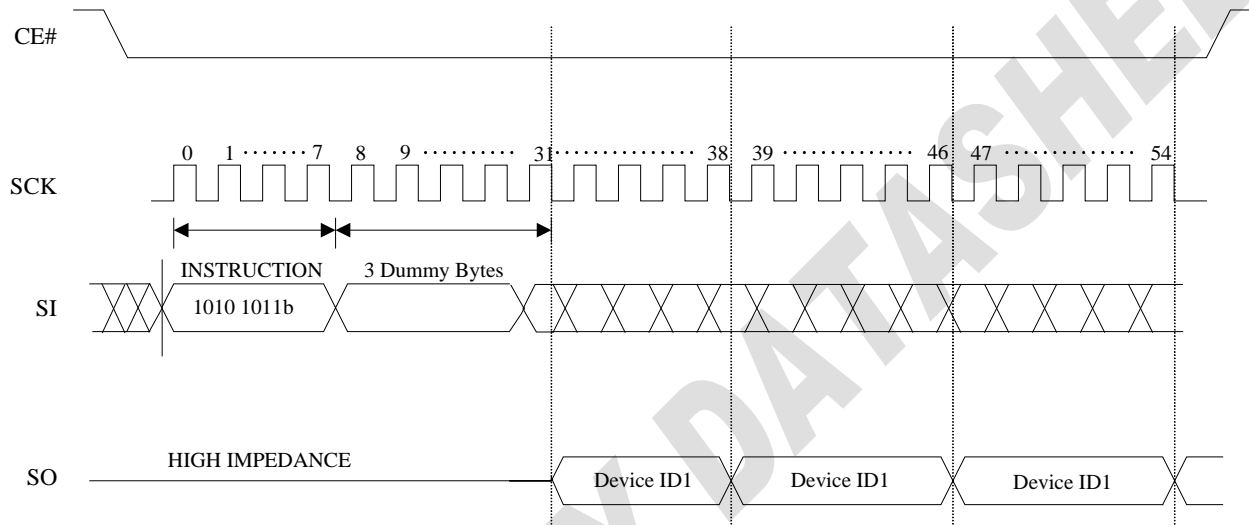 CE#
0 1 ······· 7 8 9 ·············· 31 ·············· 38 39 ·············· 46 47 ·············· 54
SCK
INSTRUCTION 3 Dummy Bytes
SI 1010 1011b
HIGH IMPEDANCE
SO Device ID1 Device ID1 Device ID1
Y DATASHEE